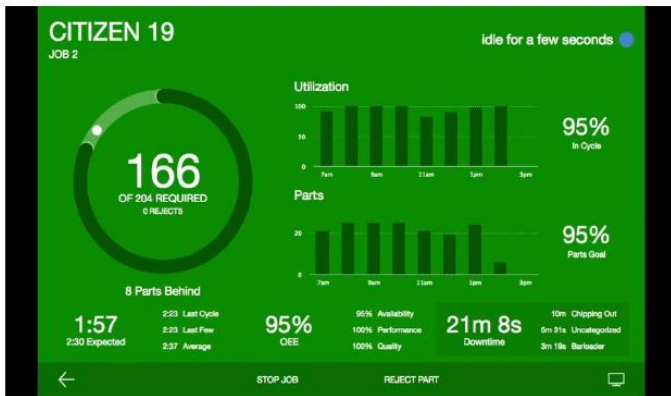 CITIZEN 19
JOB 2
idle for a few seconds
166
OF 204 REQUIRED
0 REJECTS
8 Parts Behind
Utilization
100
50
0
7am 9am 11am 1pm 3pm
95%
In Cycle
Parts
20
0
7am 9am 11am 1pm 3pm
95%
Parts Goal
1:57
2:30 Expected
2:23 Last Cycle
2:23 Last Few
2:37 Average
95%
OEE
95% Availability
100% Performance
100% Quality
21m 8s
Downtime
10m Chipping Out
5m 31s Uncategorized
3m 19s Barloader
STOP JOB
REJECT PART